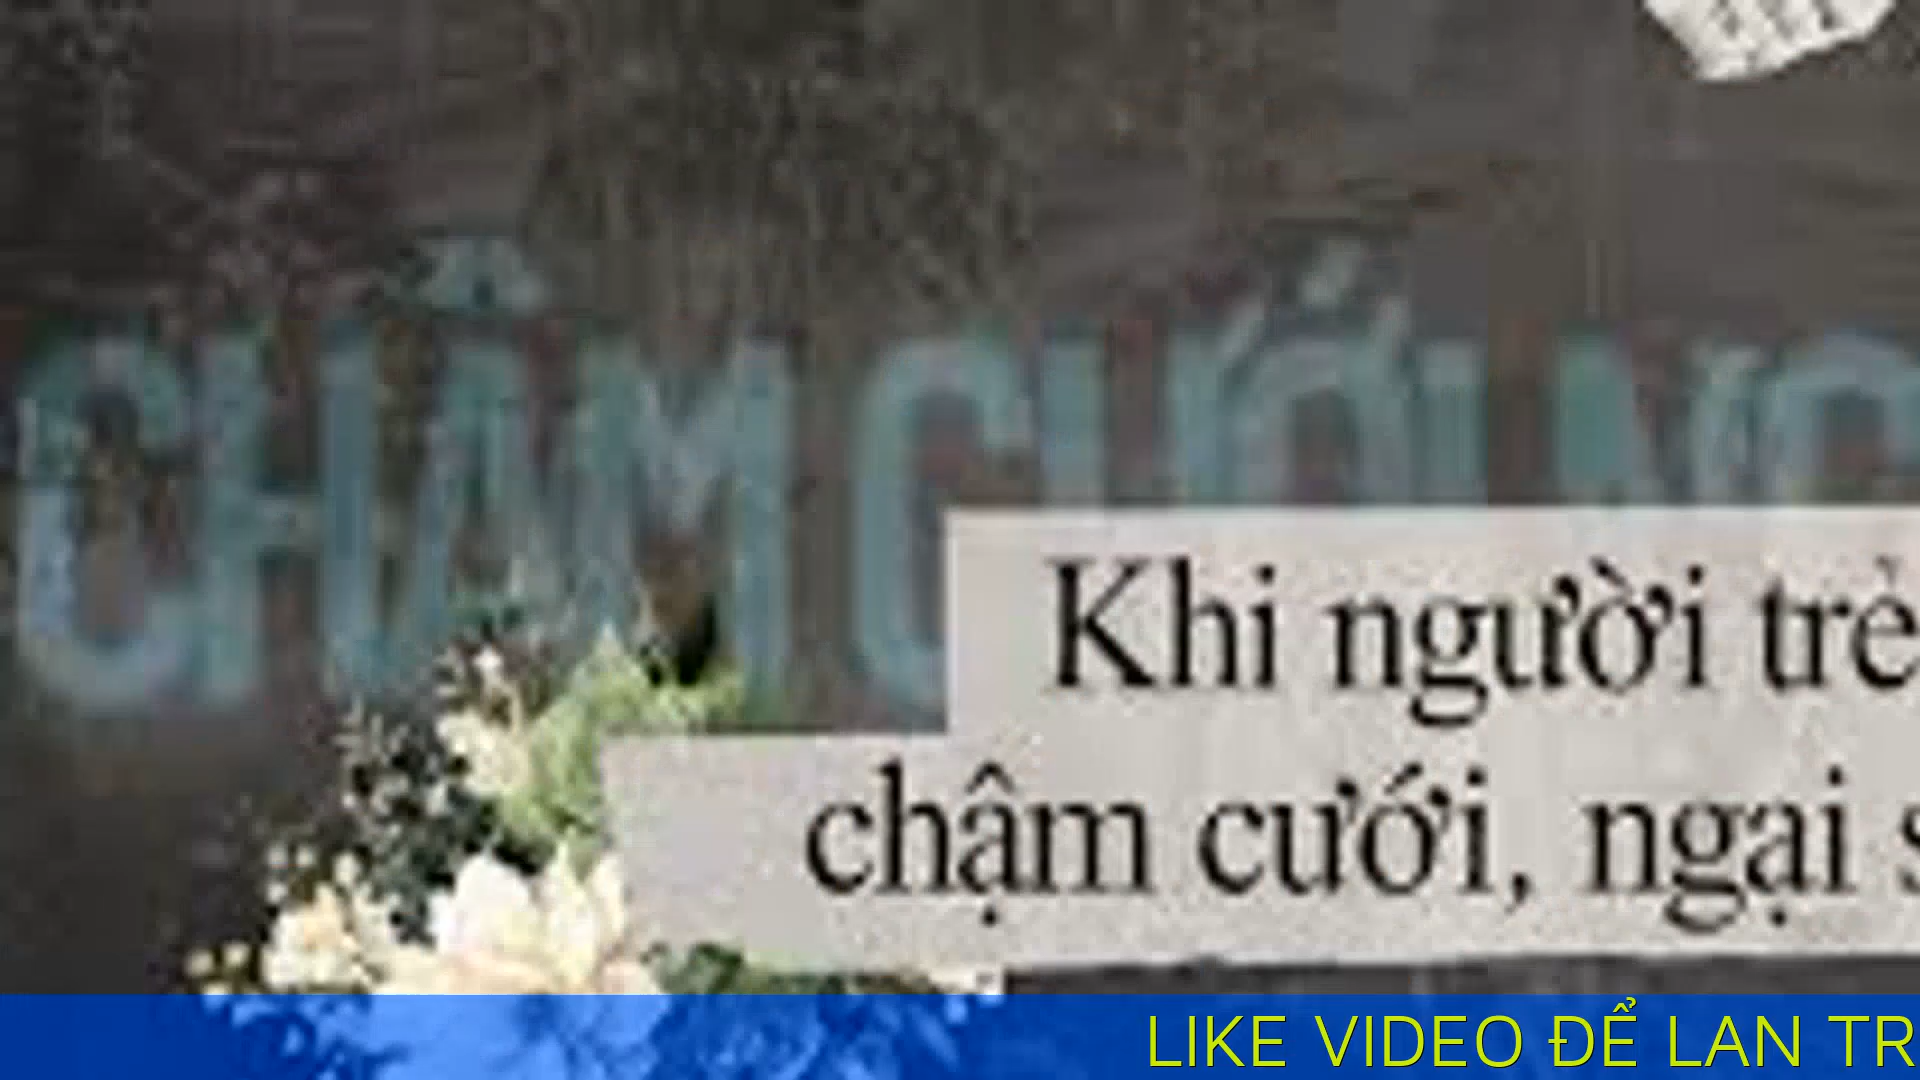 CHẬM CƯỚI
Khi người trẻ
chậm cưới, ngại
LIKE VIDEO ĐỂ LAN TR